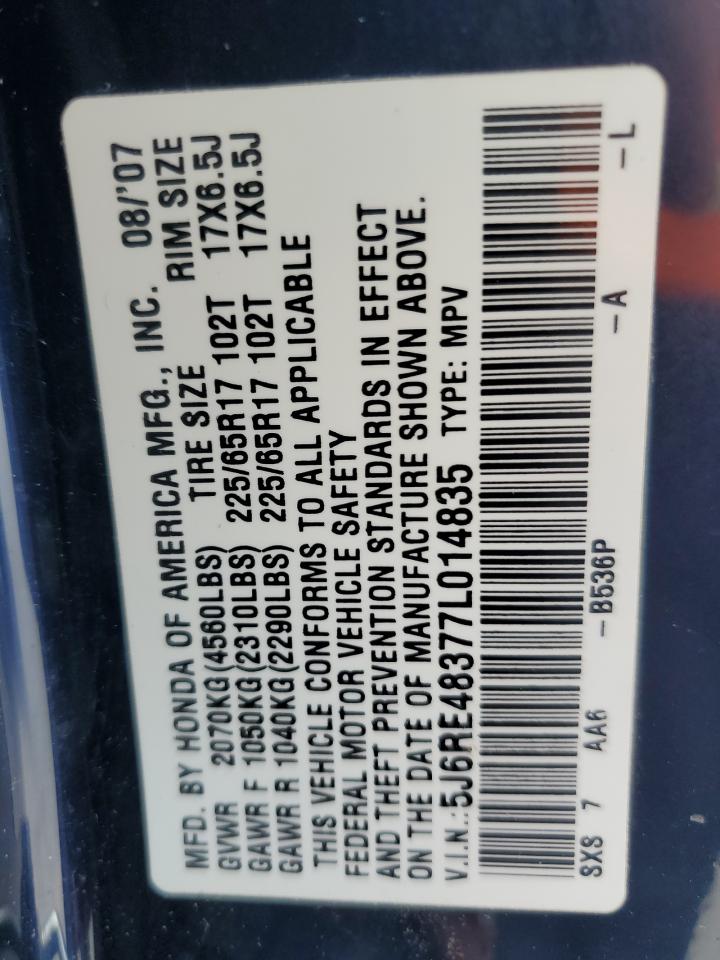 MFD. BY HONDA OF AMERICA MFG., INC. 08/'07
TIRE SIZE RIM SIZE
GVWR 2070KG (4560LBS)
GAWR F 1050KG (2310LBS) 225/65R17 102T 17X6.5J
GAWR R 1040KG (2290LBS) 225/65R17 102T 17X6.5J
THIS VEHICLE CONFORMS TO ALL APPLICABLE
FEDERAL MOTOR VEHICLE SAFETY
AND THEFT PREVENTION STANDARDS IN EFFECT
ON THE DATE OF MANUFACTURE SHOWN ABOVE.
V.I.N.:5J6RE48377L014835 TYPE: MPV
SXS 7 AA6 –B536P –A –L